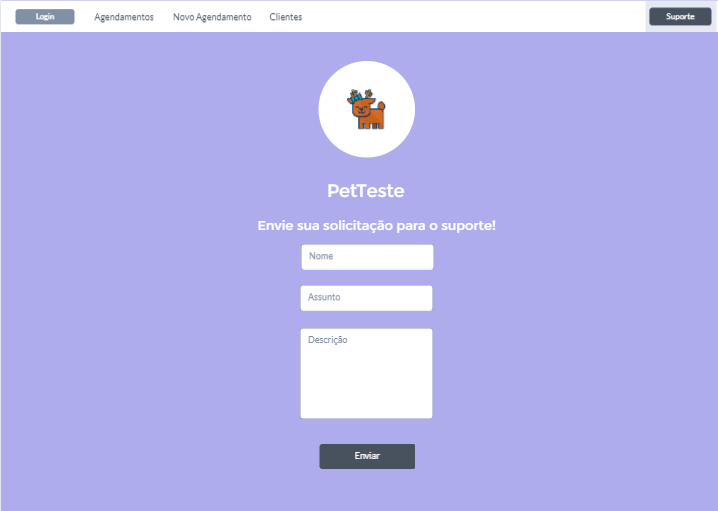 Login Agendamentos Novo Agendamento Clientes Suporte
PetTeste
Envie sua solicitação para o suporte!
Nome
Assunto
Descrição
Enviar